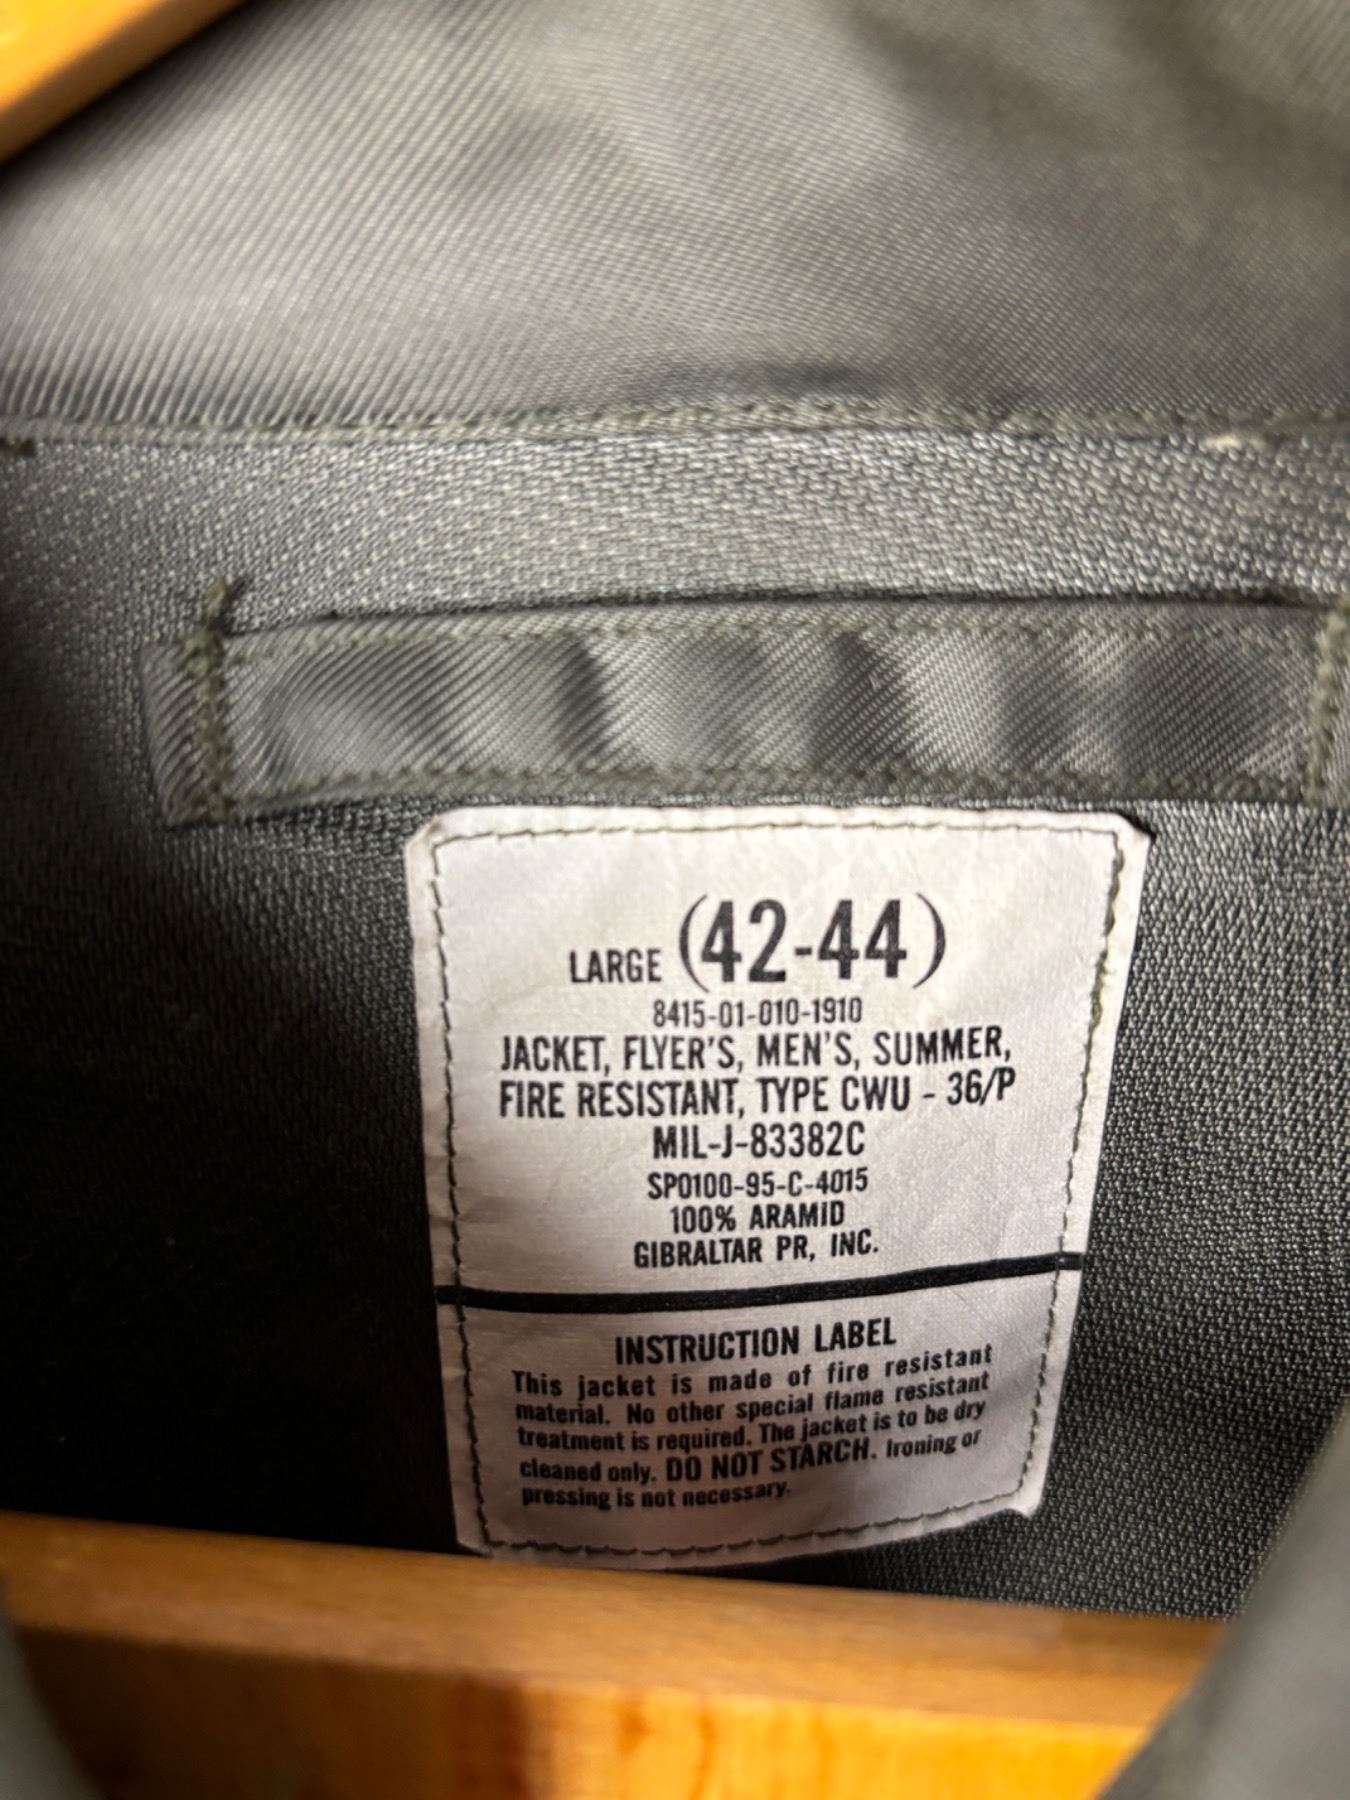 LARGE (42-44)
8415-01-010-1910
JACKET, FLYER'S, MEN'S, SUMMER,
FIRE RESISTANT, TYPE CWU - 36/P
MIL-J-83382C
SP0100-95-C-4015
100% ARAMID
GIBRALTAR PR, INC.
INSTRUCTION LABEL
This jacket is made of fire resistant
material. No other special flame resistant
treatment is required. The jacket is to be dry
cleaned only. DO NOT STARCH. Ironing or
pressing is not necessary.